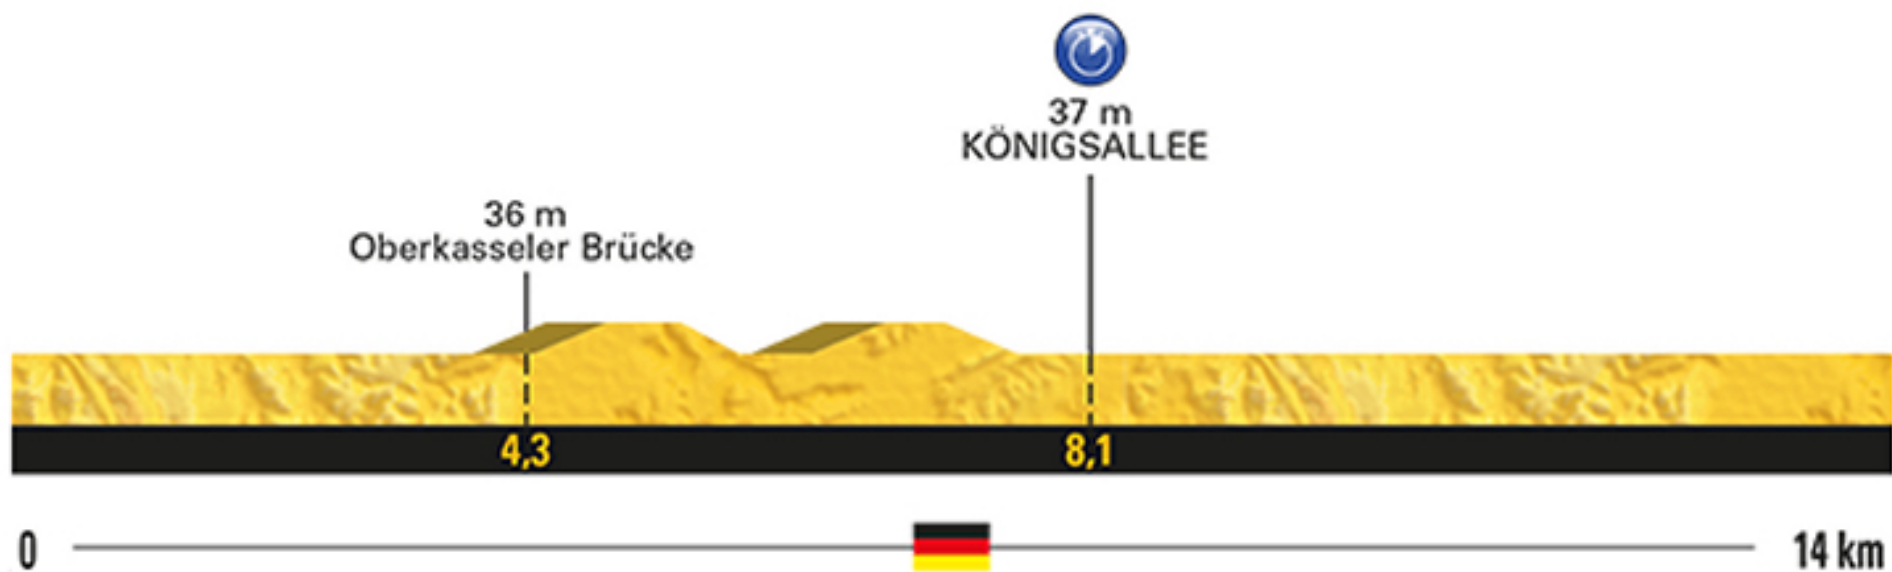 37 m
KÖNIGSALLEE
36 m
Oberkasseler Brücke
4,3
8,1
0
14 km